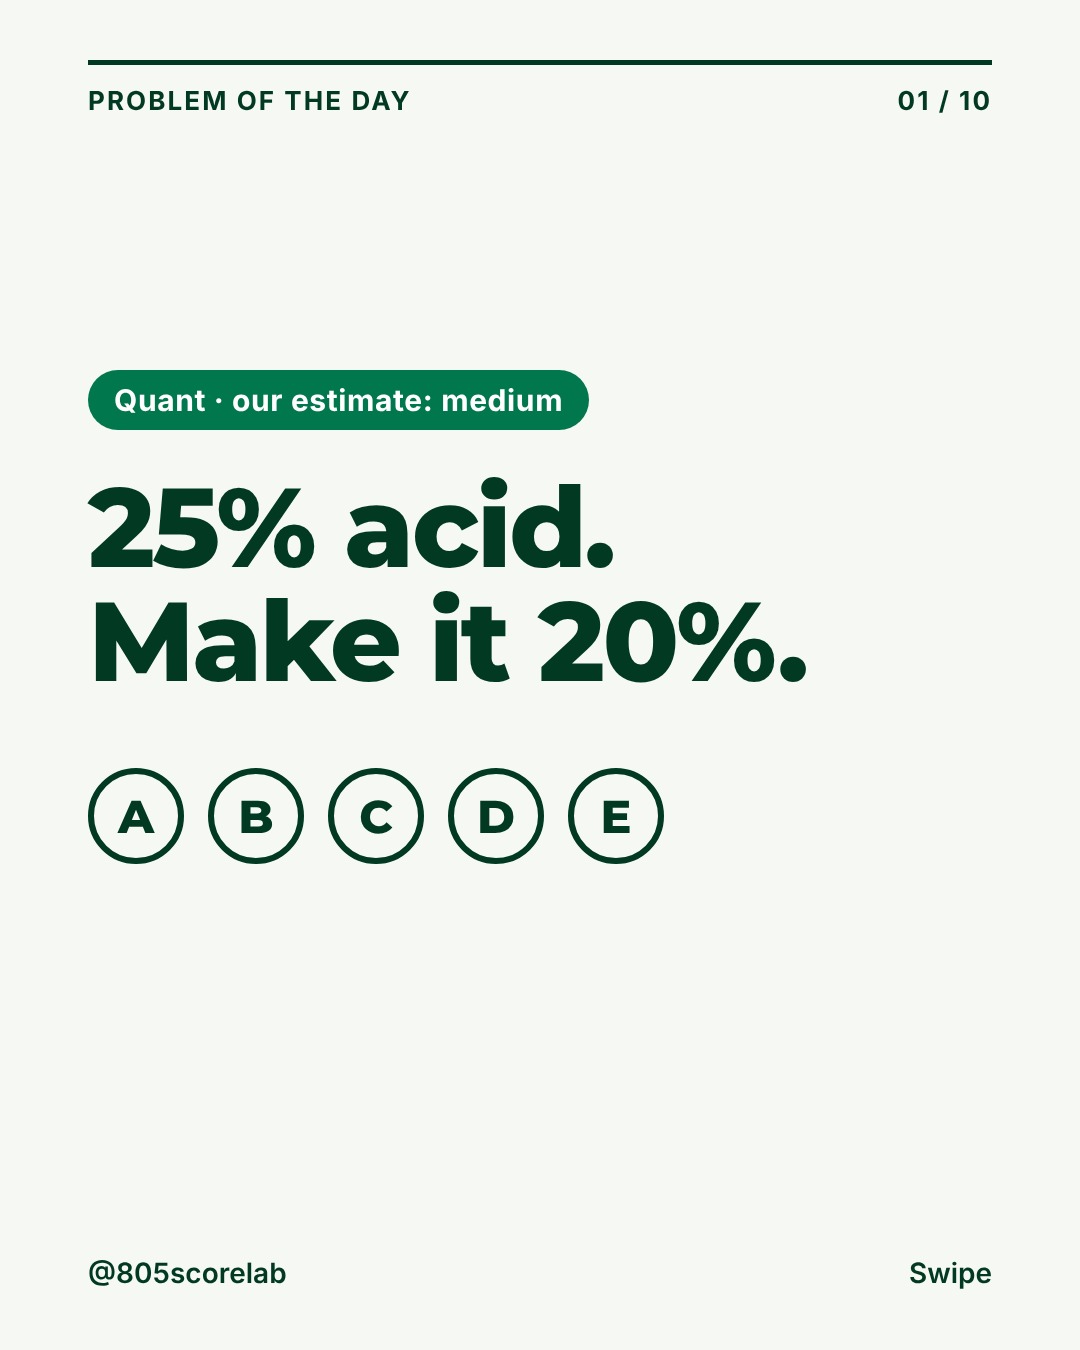 PROBLEM OF THE DAY
01 / 10
Quant · our estimate: medium
25% acid.
Make it 20%.
A B C D E
@805scorelab
Swipe